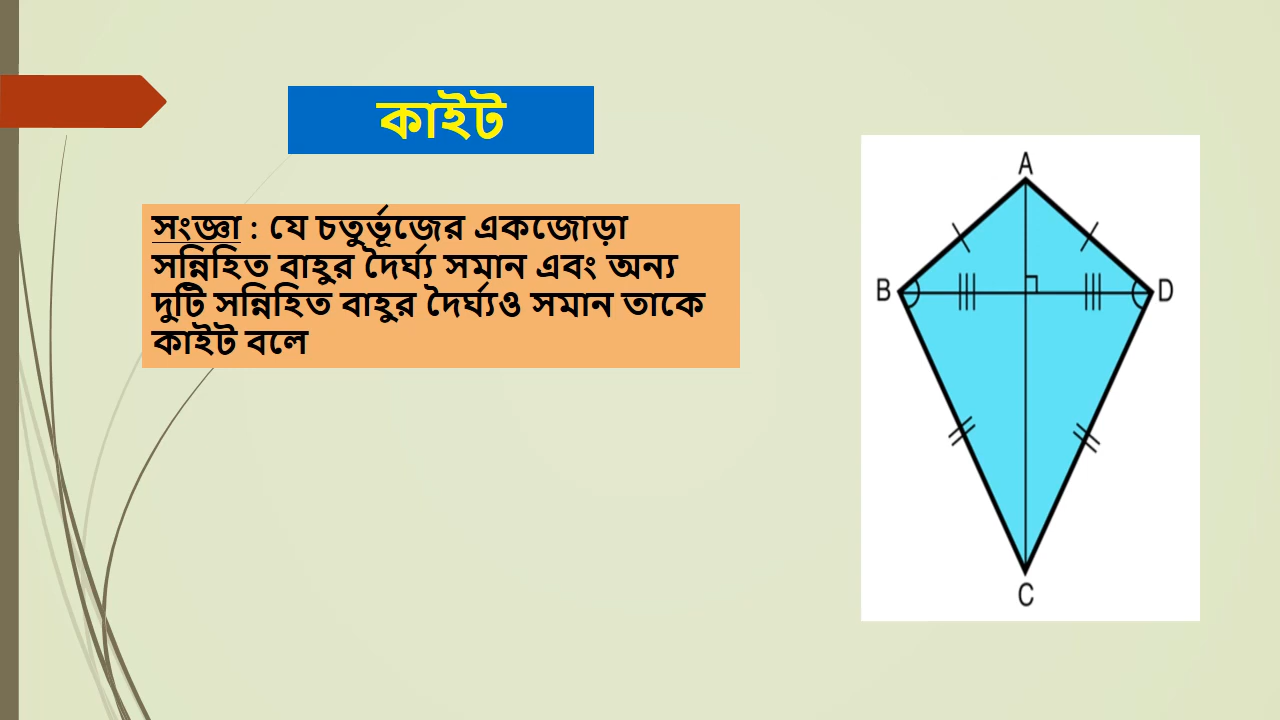 কাইট
সংজ্ঞা : যে চতুর্ভূজের একজোড়া
সন্নিহিত বাহুর দৈর্ঘ্য সমান এবং অন্য
দুটি সন্নিহিত বাহুর দৈর্ঘ্যও সমান তাকে
কাইট বলে
A
B
D
C